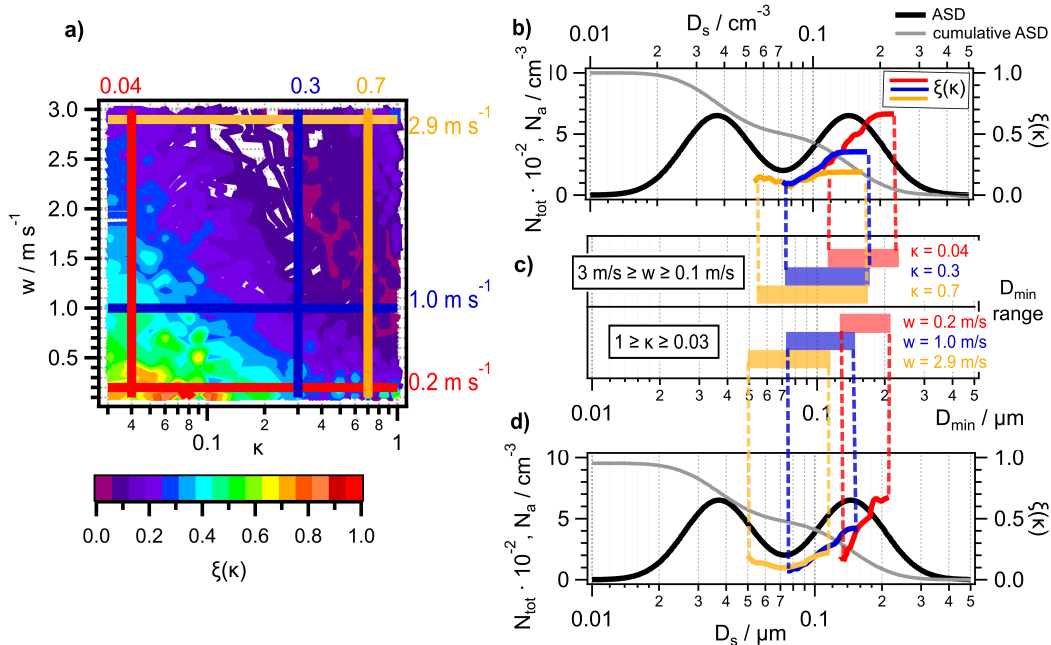 a)
0.04
0.3
0.7
3.0
2.5
2.0
1.5
1.0
0.5
w / m s⁻¹
2.9 m s⁻¹
1.0 m s⁻¹
0.2 m s⁻¹
4 6 8 0.1 2 4 6 8 1
κ
0.0 0.2 0.4 0.6 0.8 1.0
ξ(κ)
b)
D_s / cm⁻³
ASD
cumulative ASD
0.01 2 3 4 5 6 7 0.1 2 3 4 5
10
5
0
N_tot · 10⁻², N_a / cm⁻³
1.0
0.5
0.0
ξ(κ)
ξ(κ)
c)
3 m/s ≥ w ≥ 0.1 m/s
κ = 0.04
κ = 0.3
κ = 0.7
D_min
range
1 ≥ κ ≥ 0.03
w = 0.2 m/s
w = 1.0 m/s
w = 2.9 m/s
0.01 2 3 4 5 6 7 0.1 2 3 4 5
D_min / μm
d)
10
5
0
N_tot · 10⁻², N_a / cm⁻³
1.0
0.5
0.0
ξ(κ)
0.01 2 3 4 5 6 7 0.1 2 3 4 5
D_s / μm